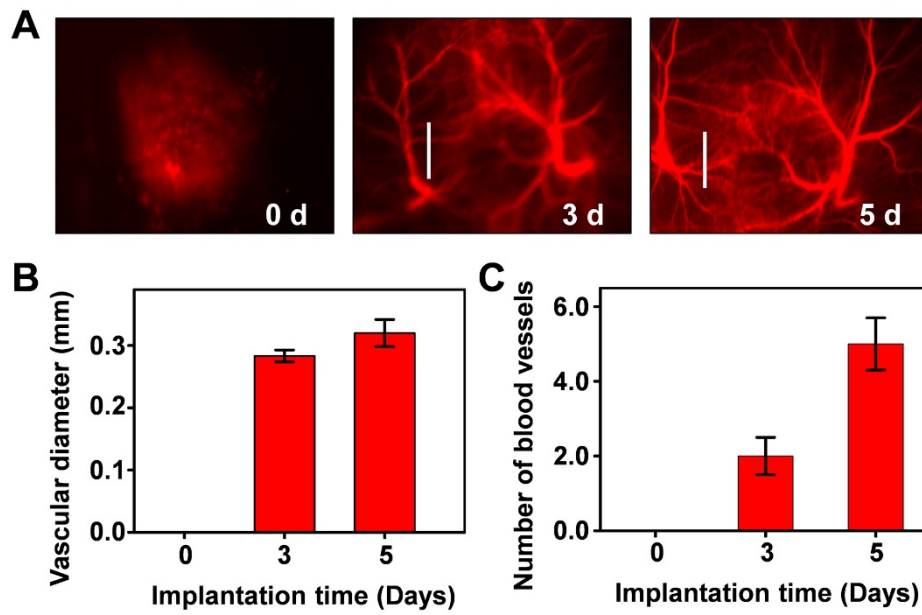 A
0 d
3 d
5 d
B
Vascular diameter (mm)
0.3
0.2
0.1
0.0
0
3
5
Implantation time (Days)
C
Number of blood vessels
6.0
4.0
2.0
0.0
0
3
5
Implantation time (Days)